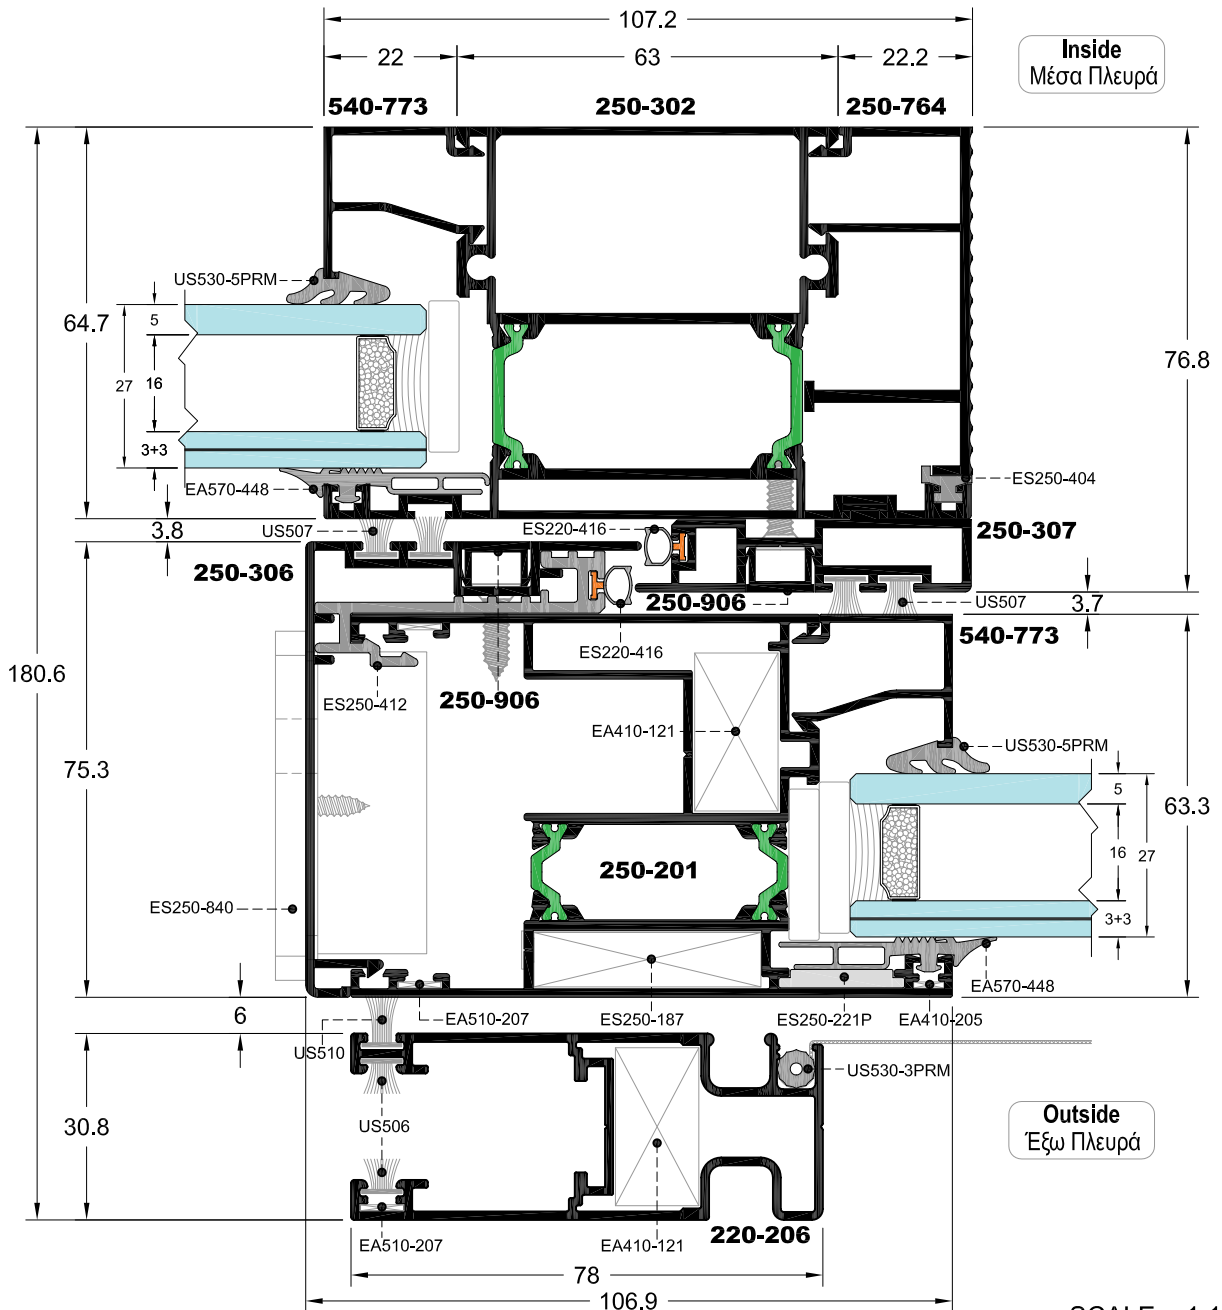 107.2
22
63
22.2
Inside
Μέσα Πλευρά
540-773
250-302
250-764
US530-5PRM
64.7
5
27
16
3+3
76.8
EA570-448
ES250-404
3.8
US507
ES220-416
250-307
250-306
250-906
US507
3.7
540-773
ES220-416
180.6
ES250-412
250-906
EA410-121
US530-5PRM
75.3
5
63.3
16
27
250-201
ES250-840
3+3
EA570-448
6
EA510-207
ES250-187
ES250-221P
EA410-205
US510
US530-3PRM
30.8
US506
Outside
Έξω Πλευρά
EA510-207
EA410-121
220-206
78
106.9